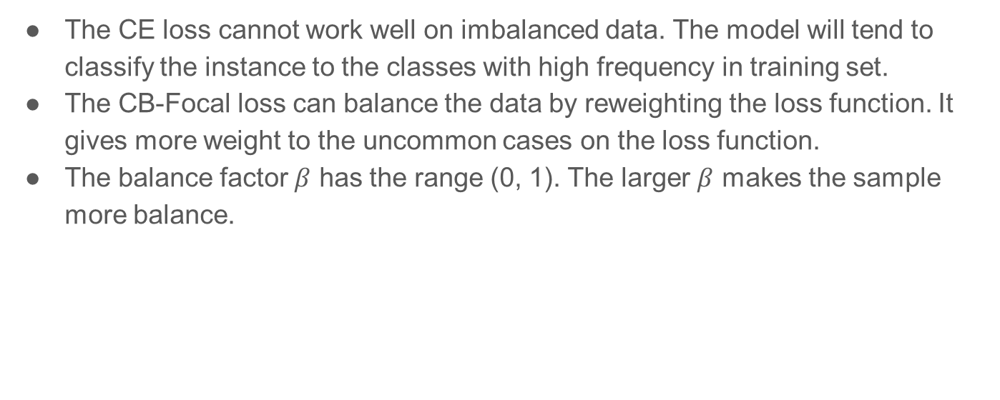 ● The CE loss cannot work well on imbalanced data. The model will tend to
classify the instance to the classes with high frequency in training set.
● The CB-Focal loss can balance the data by reweighting the loss function. It
gives more weight to the uncommon cases on the loss function.
● The balance factor β has the range (0, 1). The larger β makes the sample
more balance.